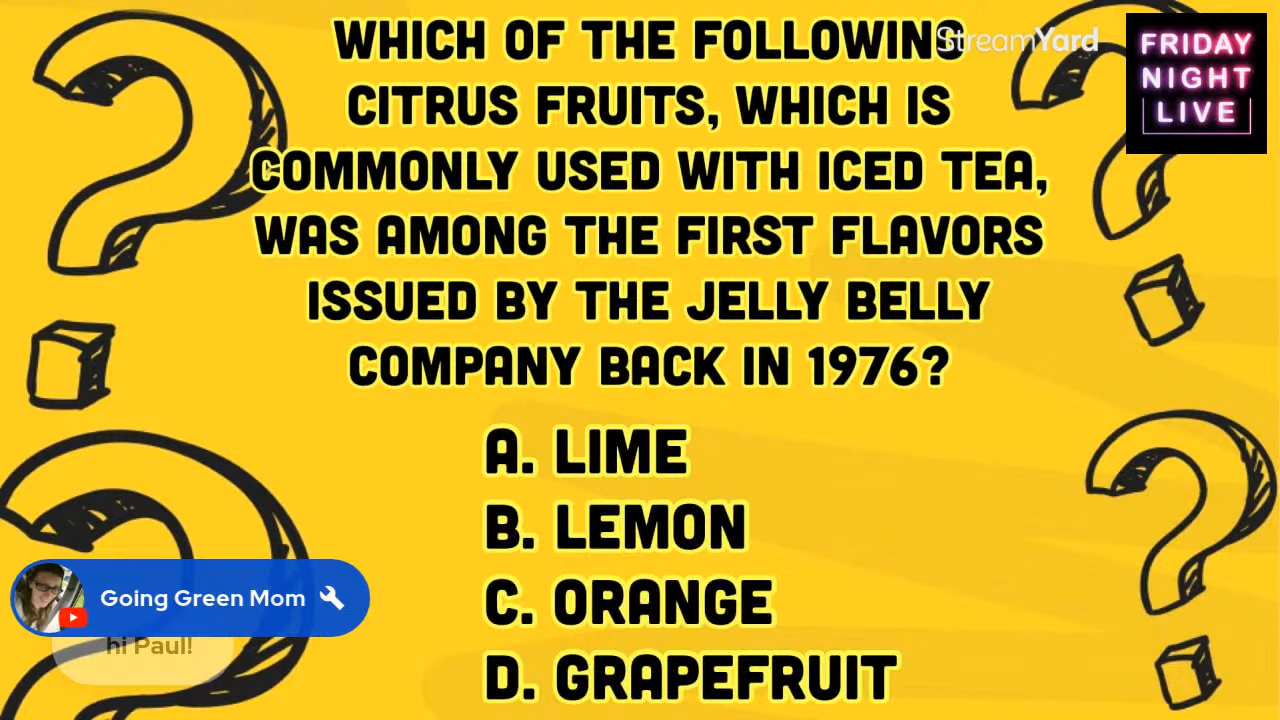 WHICH OF THE FOLLOWING
StreamYard
FRIDAY
NIGHT
LIVE
CITRUS FRUITS, WHICH IS
COMMONLY USED WITH ICED TEA,
WAS AMONG THE FIRST FLAVORS
ISSUED BY THE JELLY BELLY
COMPANY BACK IN 1976?
A. LIME
B. LEMON
C. ORANGE
D. GRAPEFRUIT
Going Green Mom
hi Paul!